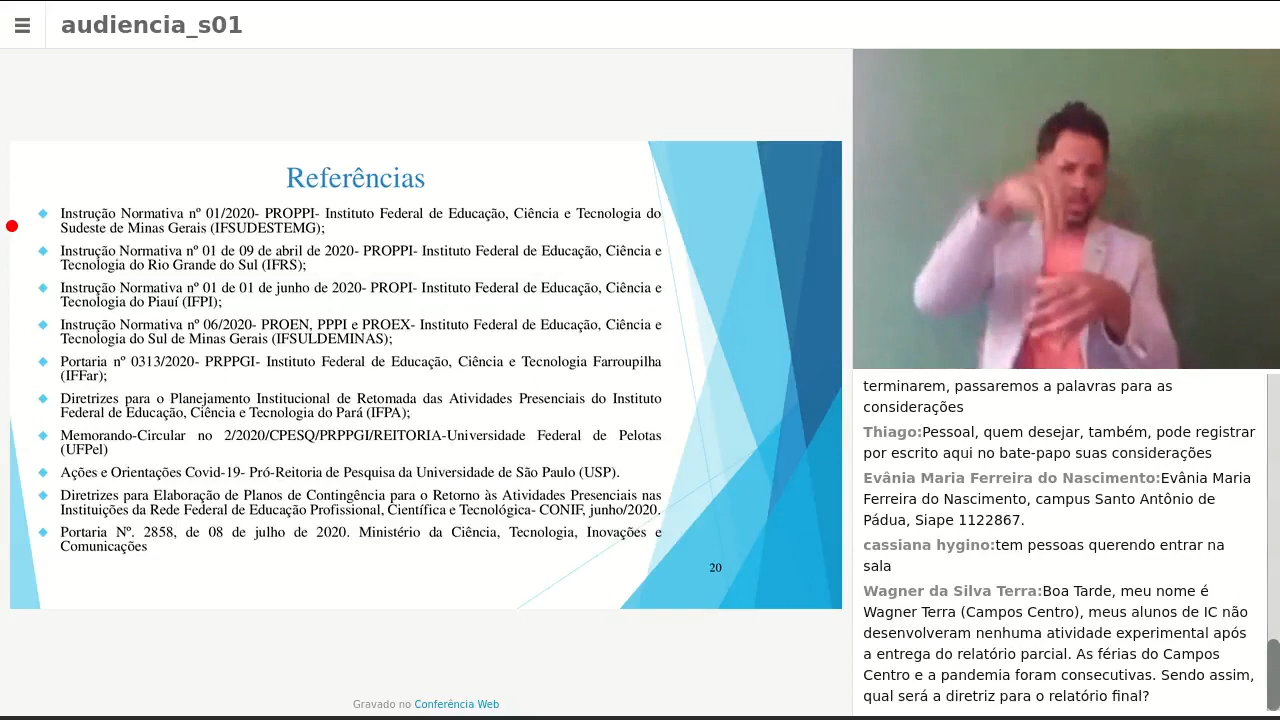 audiencia_s01
Referências
Instrução Normativa nº 01/2020- PROPPI- Instituto Federal de Educação, Ciência e Tecnologia do
Sudeste de Minas Gerais (IFSUDESTEMG);
Instrução Normativa nº 01 de 09 de abril de 2020- PROPPI- Instituto Federal de Educação, Ciência e
Tecnologia do Rio Grande do Sul (IFRS);
Instrução Normativa nº 01 de 01 de junho de 2020- PROPI- Instituto Federal de Educação, Ciência e
Tecnologia do Piauí (IFPI);
Instrução Normativa nº 06/2020- PROEN, PPPI e PROEX- Instituto Federal de Educação, Ciência e
Tecnologia do Sul de Minas Gerais (IFSULDEMINAS);
Portaria nº 0313/2020- PRPPGI- Instituto Federal de Educação, Ciência e Tecnologia Farroupilha
(IFFar);
Diretrizes para o Planejamento Institucional de Retomada das Atividades Presenciais do Instituto
Federal de Educação, Ciência e Tecnologia do Pará (IFPA);
Memorando-Circular no 2/2020/CPESQ/PRPPGI/REITORIA-Universidade Federal de Pelotas
(UFPel)
Ações e Orientações Covid-19- Pró-Reitoria de Pesquisa da Universidade de São Paulo (USP).
Diretrizes para Elaboração de Planos de Contingência para o Retorno às Atividades Presenciais nas
Instituições da Rede Federal de Educação Profissional, Científica e Tecnológica- CONIF, junho/2020.
Portaria Nº. 2858, de 08 de julho de 2020. Ministério da Ciência, Tecnologia, Inovações e
Comunicações
20
Gravado no Conferência Web
terminarem, passaremos a palavras para as
considerações
Thiago:Pessoal, quem desejar, também, pode registrar
por escrito aqui no bate-papo suas considerações
Evânia Maria Ferreira do Nascimento:Evânia Maria
Ferreira do Nascimento, campus Santo Antônio de
Pádua, Siape 1122867.
cassiana hygino:tem pessoas querendo entrar na
sala
Wagner da Silva Terra:Boa Tarde, meu nome é
Wagner Terra (Campos Centro), meus alunos de IC não
desenvolveram nenhuma atividade experimental após
a entrega do relatório parcial. As férias do Campos
Centro e a pandemia foram consecutivas. Sendo assim,
qual será a diretriz para o relatório final?